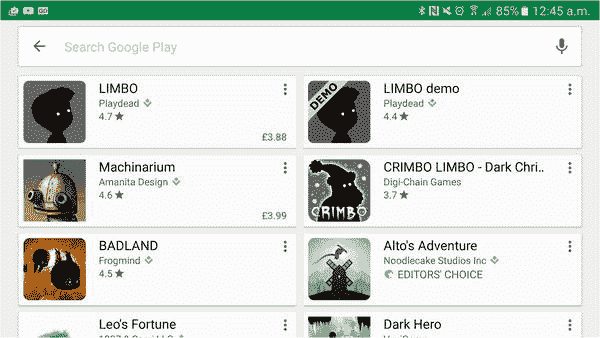 85% 12:45 a.m.
Search Google Play
LIMBO
Playdead
4.7
£3.88
LIMBO demo
Playdead
4.4
DEMO
Machinarium
Amanita Design
4.6
£3.99
CRIMBO LIMBO - Dark Chri..
Digi-Chain Games
3.7
CRIMBO
BADLAND
Frogmind
4.5
Alto's Adventure
Noodlecake Studios Inc
EDITORS' CHOICE
Leo's Fortune
Dark Hero